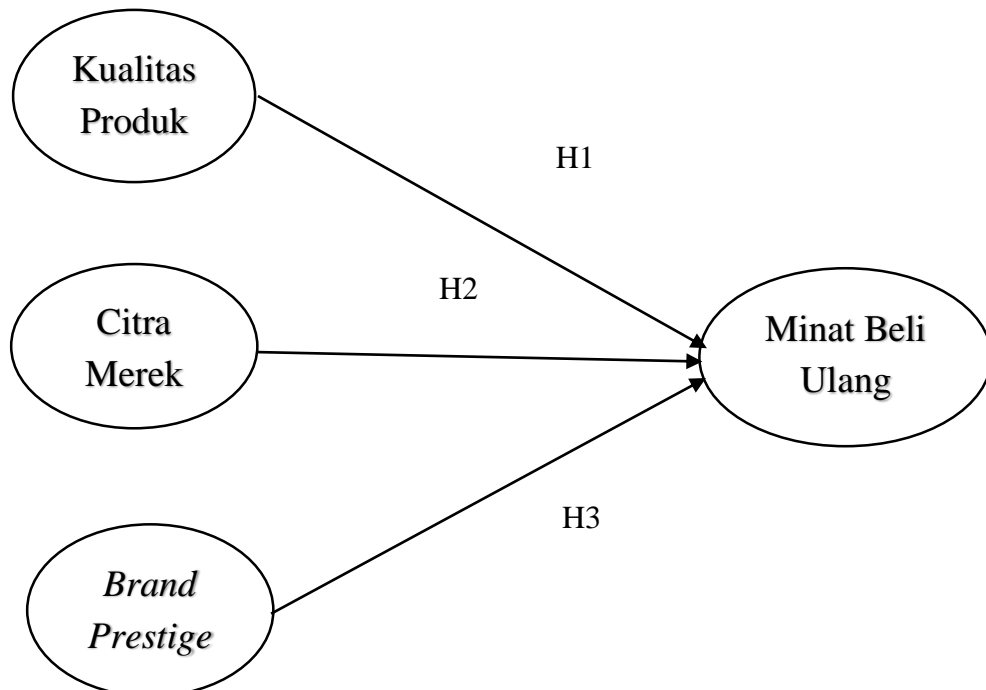 Kualitas
Produk
H1
H2
Citra
Merek
Minat Beli
Ulang
H3
Brand
Prestige